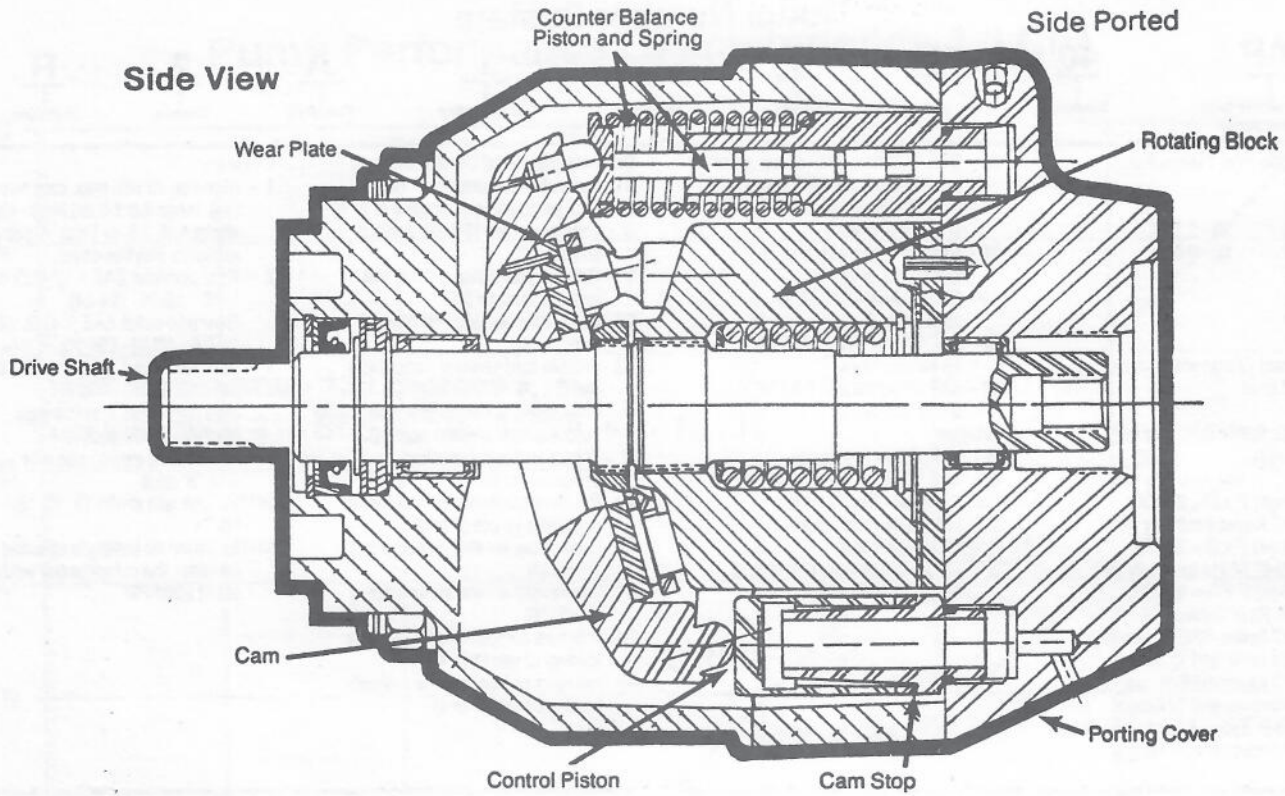 Counter Balance
Piston and Spring
Side Ported
Side View
Wear Plate
Rotating Block
Drive Shaft
Cam
Control Piston
Cam Stop
Porting Cover